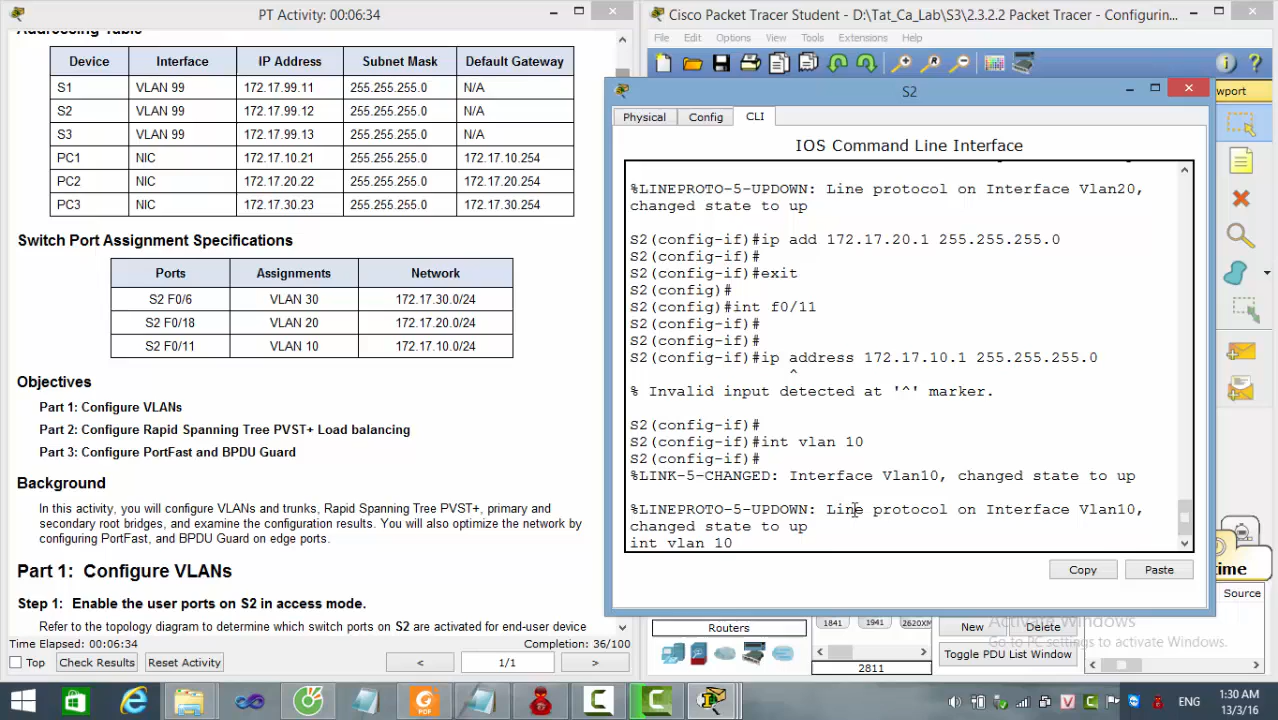 PT Activity: 00:06:34
Addressing Table
Device Interface IP Address Subnet Mask Default Gateway
S1 VLAN 99 172.17.99.11 255.255.255.0 N/A
S2 VLAN 99 172.17.99.12 255.255.255.0 N/A
S3 VLAN 99 172.17.99.13 255.255.255.0 N/A
PC1 NIC 172.17.10.21 255.255.255.0 172.17.10.254
PC2 NIC 172.17.20.22 255.255.255.0 172.17.20.254
PC3 NIC 172.17.30.23 255.255.255.0 172.17.30.254
Switch Port Assignment Specifications
Ports Assignments Network
S2 F0/6 VLAN 30 172.17.30.0/24
S2 F0/18 VLAN 20 172.17.20.0/24
S2 F0/11 VLAN 10 172.17.10.0/24
Objectives
Part 1: Configure VLANs
Part 2: Configure Rapid Spanning Tree PVST+ Load balancing
Part 3: Configure PortFast and BPDU Guard
Background
In this activity, you will configure VLANs and trunks, Rapid Spanning Tree PVST+, primary and
secondary root bridges, and examine the configuration results. You will also optimize the network by
configuring PortFast, and BPDU Guard on edge ports.
Part 1: Configure VLANs
Step 1: Enable the user ports on S2 in access mode.
Refer to the topology diagram to determine which switch ports on S2 are activated for end-user device
Time Elapsed: 00:06:34 Completion: 36/100
Top Check Results Reset Activity < 1/1 >
Cisco Packet Tracer Student - D:\Tat_Ca_Lab\S3\2.3.2.2 Packet Tracer - Configurin...
File Edit Options View Tools Extensions Help
S2
wport
Physical Config CLI
IOS Command Line Interface
%LINEPROTO-5-UPDOWN: Line protocol on Interface Vlan20,
changed state to up
S2(config-if)#ip add 172.17.20.1 255.255.255.0
S2(config-if)#
S2(config-if)#exit
S2(config)#
S2(config)#int f0/11
S2(config-if)#
S2(config-if)#
S2(config-if)#ip address 172.17.10.1 255.255.255.0
^
% Invalid input detected at '^' marker.
S2(config-if)#
S2(config-if)#int vlan 10
S2(config-if)#
%LINK-5-CHANGED: Interface Vlan10, changed state to up
%LINEPROTO-5-UPDOWN: Line protocol on Interface Vlan10,
changed state to up
int vlan 10
Copy Paste
time
Source
Routers
1841 1941 2620XM
2811
New Delete
Toggle PDU List Window
Activate Windows
Go to PC settings to activate Windows.
ENG
1:30 AM
13/3/16